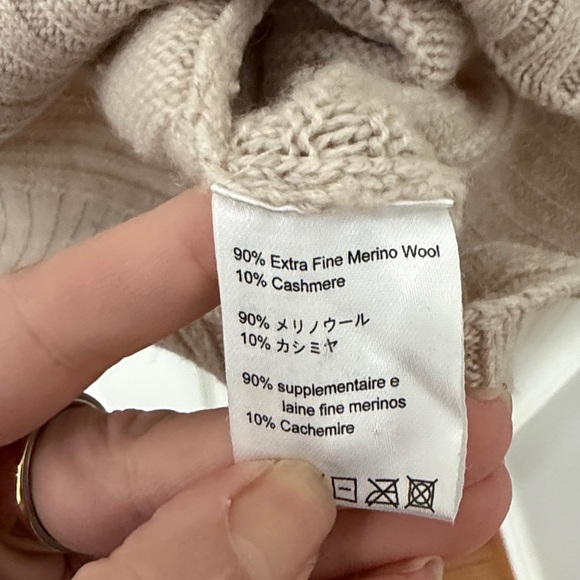 90% Extra Fine Merino Wool
10% Cashmere
90% メリノウール
10% カシミヤ
90% supplementaire e
laine fine merinos
10% Cachemire